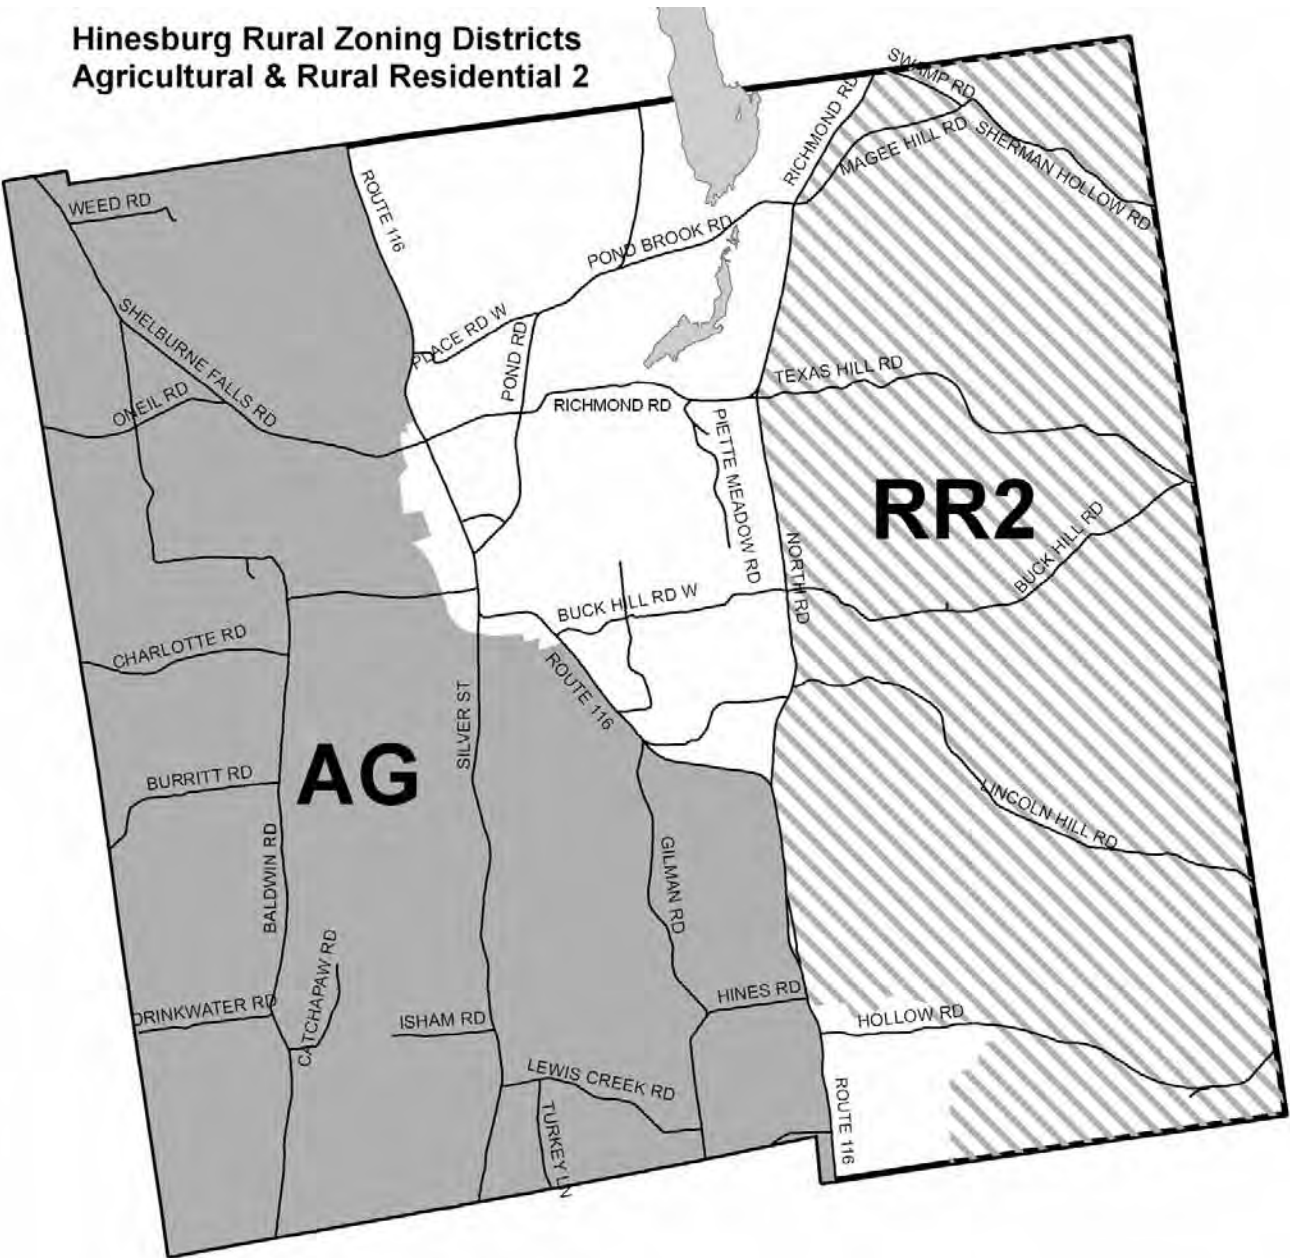 Hinesburg Rural Zoning Districts
Agricultural & Rural Residential 2
SWAMP RD
RICHMOND RD
MAGEE HILL RD
SHERMAN HOLLOW RD
WEED RD
ROUTE 116
POND BROOK RD
SHELBURNE FALLS RD
PLACE RD W
POND RD
TEXAS HILL RD
ONEIL RD
RICHMOND RD
PIETTE MEADOW RD
RR2
BUCK HILL RD
NORTH RD
BUCK HILL RD W
CHARLOTTE RD
ROUTE 116
SILVER ST
AG
BURRITT RD
LINCOLN HILL RD
BALDWIN RD
GILMAN RD
CATCHAPAW RD
HINES RD
DRINKWATER RD
ISHAM RD
HOLLOW RD
LEWIS CREEK RD
TURKEY LN
ROUTE 116